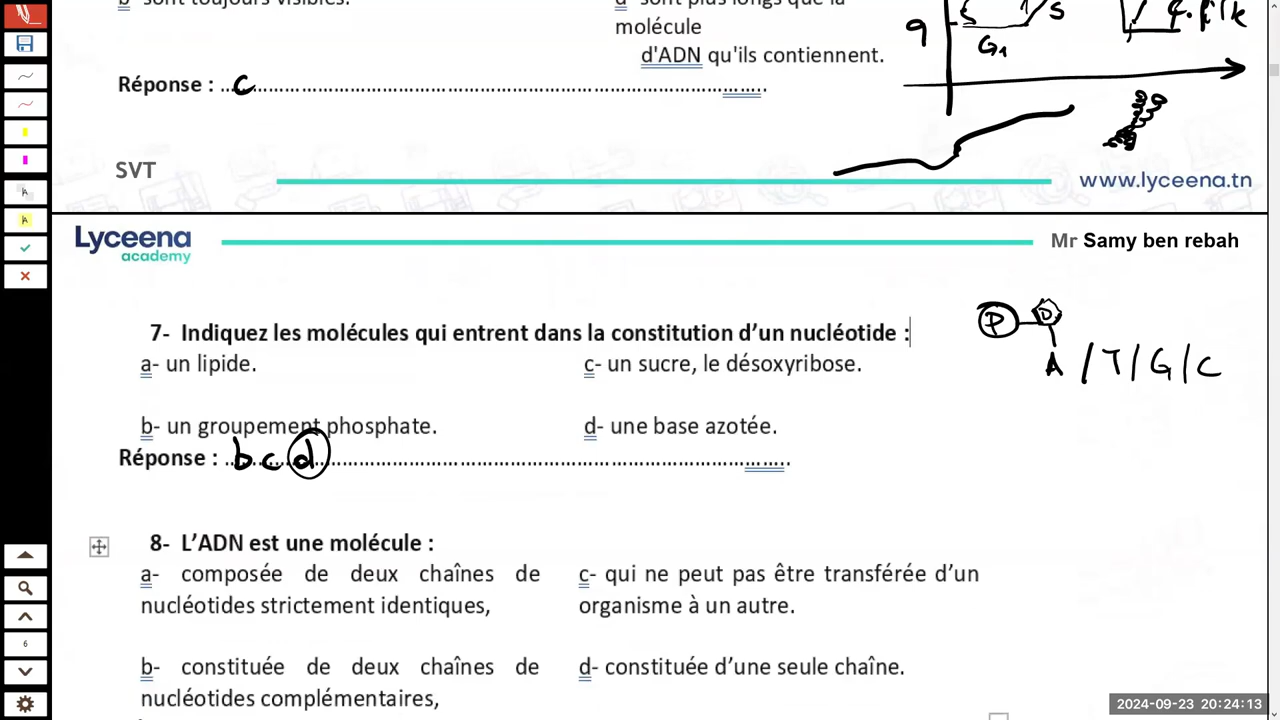 b- sont toujours visibles.
d- sont plus longs que la
molécule
d'ADN qu'ils contiennent.
9
S
G1
Réponse : ..c....................
SVT
www.lyceena.tn
Lyceena
academy
Mr Samy ben rebah
7- Indiquez les molécules qui entrent dans la constitution d’un nucléotide :
P D
a- un lipide.
c- un sucre, le désoxyribose.
A / T / G / C
b- un groupement phosphate.
d- une base azotée.
Réponse : ..b c d....................
8- L’ADN est une molécule :
a- composée de deux chaînes de
nucléotides strictement identiques,
c- qui ne peut pas être transférée d’un
organisme à un autre.
b- constituée de deux chaînes de
nucléotides complémentaires,
d- constituée d’une seule chaîne.
6
2024-09-23 20:24:13